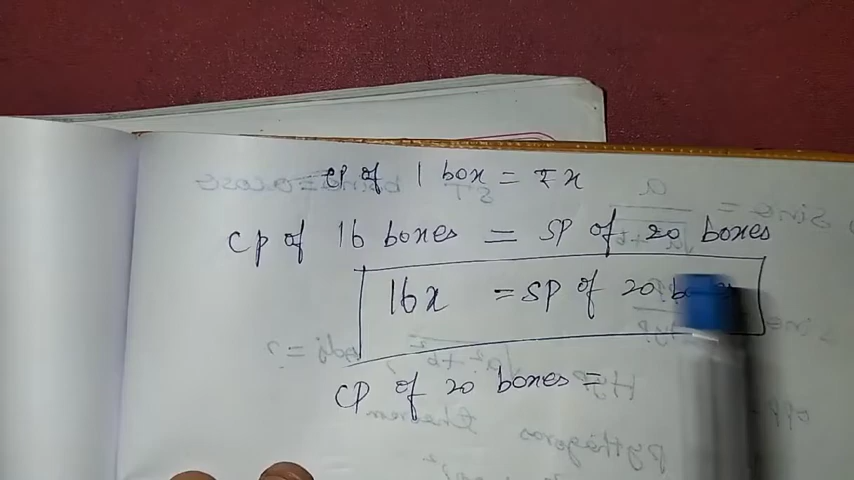 CP of 1 box = ₹ x
CP of 16 boxes = SP of 20 boxes
16x = SP of 20
CP of 20 boxes =